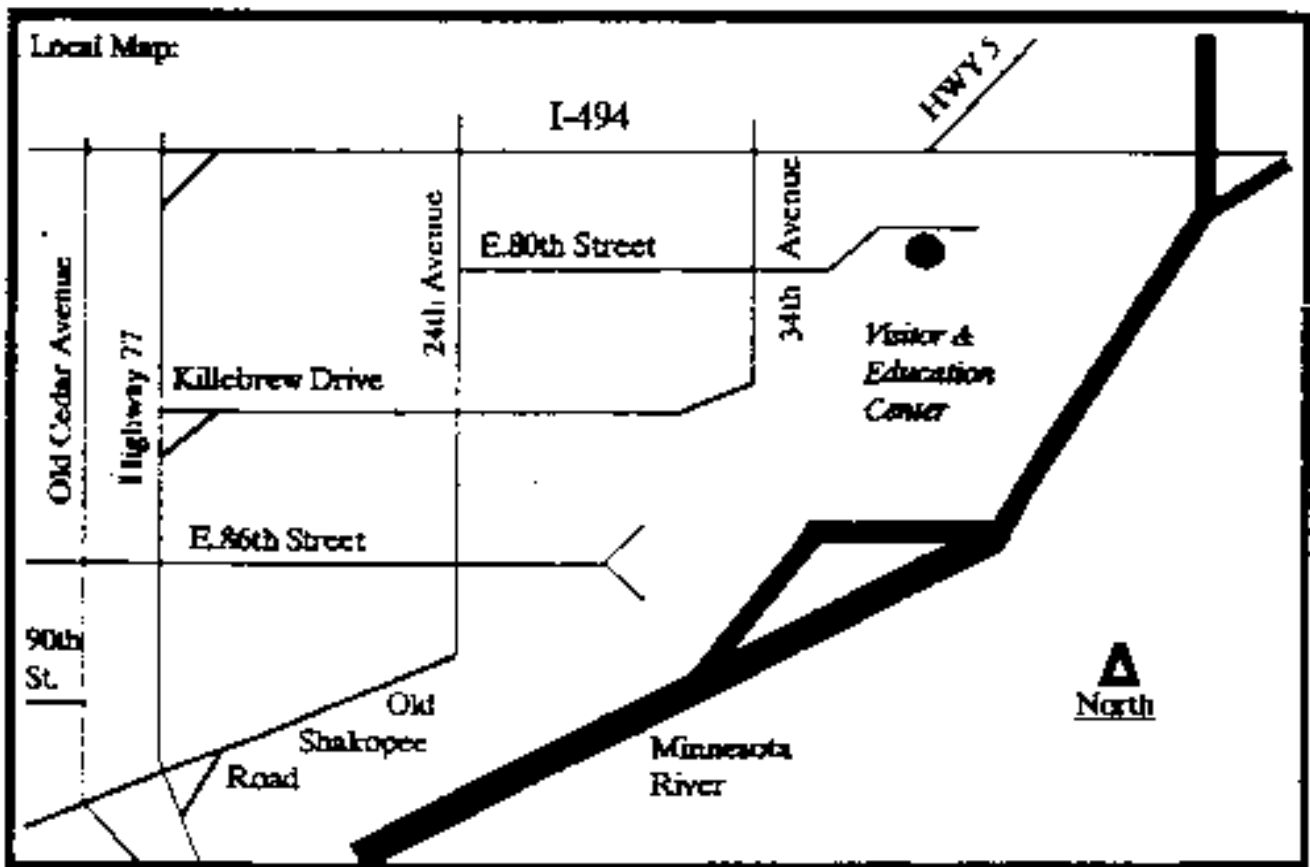 Local Map:
HWY 5
I-494
34th Avenue
24th Avenue
E.80th Street
Old Cedar Avenue
Highway 77
Visitor &
Education
Center
Killebrew Drive
E.86th Street
90th
St.
Old
Shakopee
Road
Minnesota
River
North